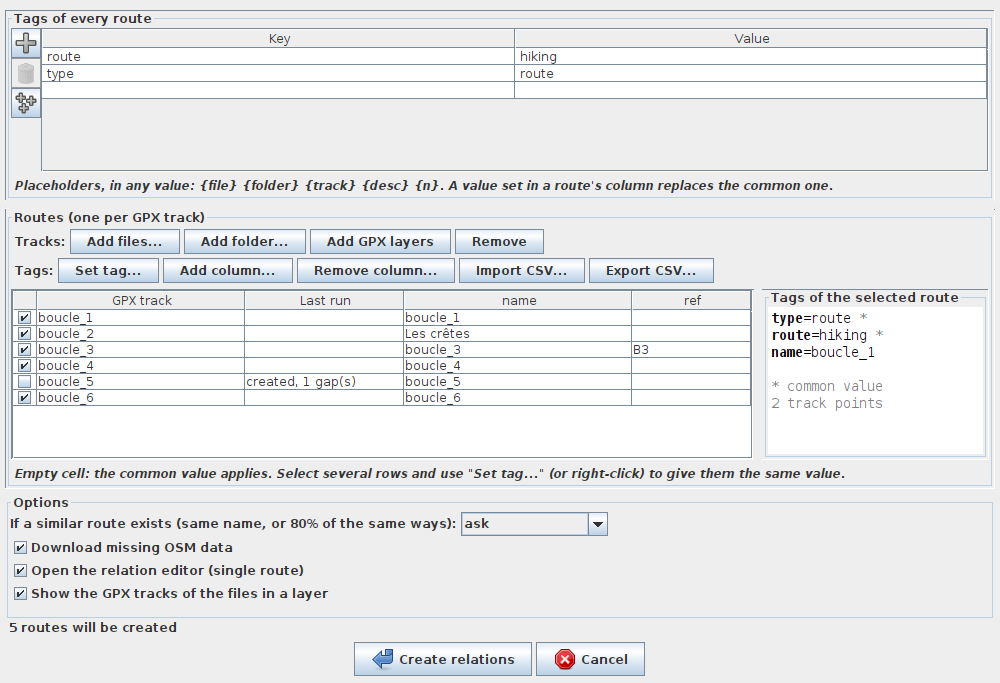 Tags of every route
Key Value
route hiking
type route
Placeholders, in any value: {file} {folder} {track} {desc} {n}. A value set in a route's column replaces the common one.
Routes (one per GPX track)
Tracks: Add files... Add folder... Add GPX layers Remove
Tags: Set tag... Add column... Remove column... Import CSV... Export CSV...
GPX track Last run name ref
boucle_1 boucle_1
boucle_2 Les crêtes
boucle_3 boucle_3 B3
boucle_4 boucle_4
boucle_5 created, 1 gap(s) boucle_5
boucle_6 boucle_6
Tags of the selected route
type=route *
route=hiking *
name=boucle_1
* common value
2 track points
Empty cell: the common value applies. Select several rows and use "Set tag..." (or right-click) to give them the same value.
Options
If a similar route exists (same name, or 80% of the same ways): ask
Download missing OSM data
Open the relation editor (single route)
Show the GPX tracks of the files in a layer
5 routes will be created
Create relations Cancel